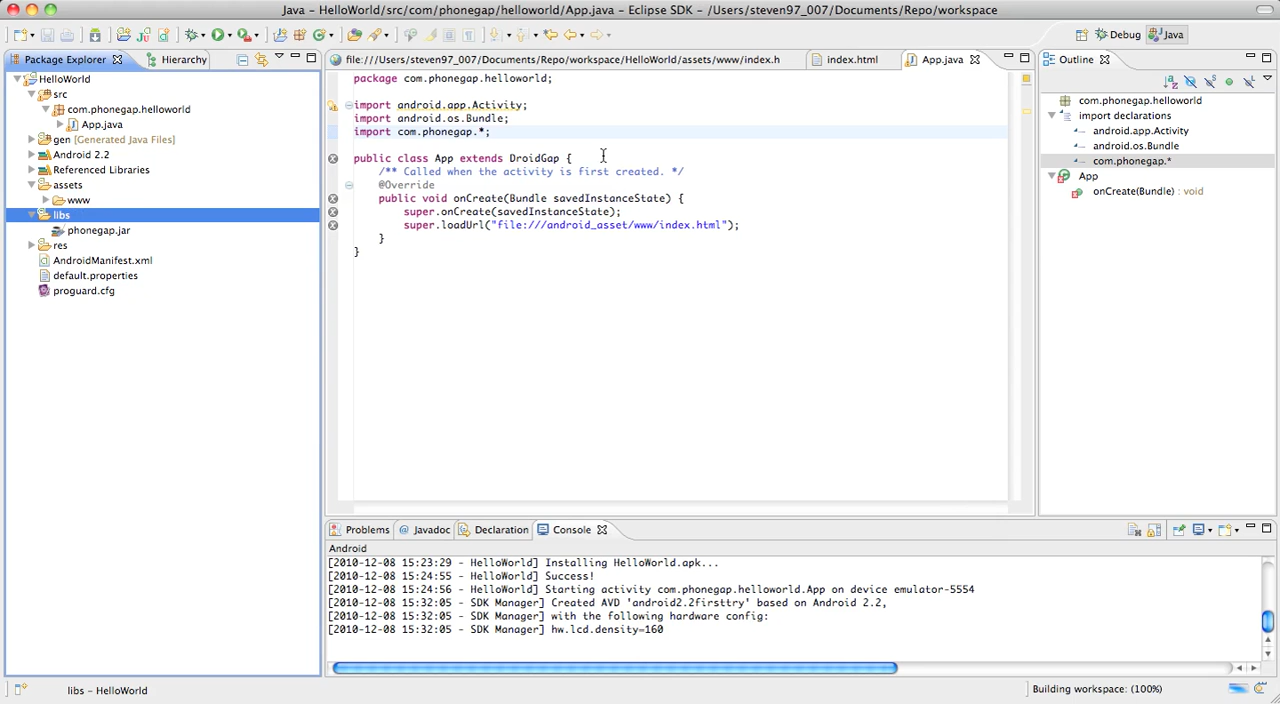 Java - HelloWorld/src/com/phonegap/helloworld/App.java - Eclipse SDK - /Users/steven97_007/Documents/Repo/workspace
Debug
Java
Package Explorer
Hierarchy
HelloWorld
src
com.phonegap.helloworld
App.java
gen [Generated Java Files]
Android 2.2
Referenced Libraries
assets
www
libs
phonegap.jar
res
AndroidManifest.xml
default.properties
proguard.cfg
file:///Users/steven97_007/Documents/Repo/workspace/HelloWorld/assets/www/index.h
index.html
App.java
package com.phonegap.helloworld;
import android.app.Activity;
import android.os.Bundle;
import com.phonegap.*;
public class App extends DroidGap {
/** Called when the activity is first created. */
@Override
public void onCreate(Bundle savedInstanceState) {
super.onCreate(savedInstanceState);
super.loadUrl("file:///android_asset/www/index.html");
}
}
Outline
com.phonegap.helloworld
import declarations
android.app.Activity
android.os.Bundle
com.phonegap.*
App
onCreate(Bundle) : void
Problems
@ Javadoc
Declaration
Console
Android
[2010-12-08 15:23:29 - HelloWorld] Installing HelloWorld.apk...
[2010-12-08 15:24:55 - HelloWorld] Success!
[2010-12-08 15:24:56 - HelloWorld] Starting activity com.phonegap.helloworld.App on device emulator-5554
[2010-12-08 15:32:05 - SDK Manager] Created AVD 'android2.2firsttry' based on Android 2.2,
[2010-12-08 15:32:05 - SDK Manager] with the following hardware config:
[2010-12-08 15:32:05 - SDK Manager] hw.lcd.density=160
libs - HelloWorld
Building workspace: (100%)